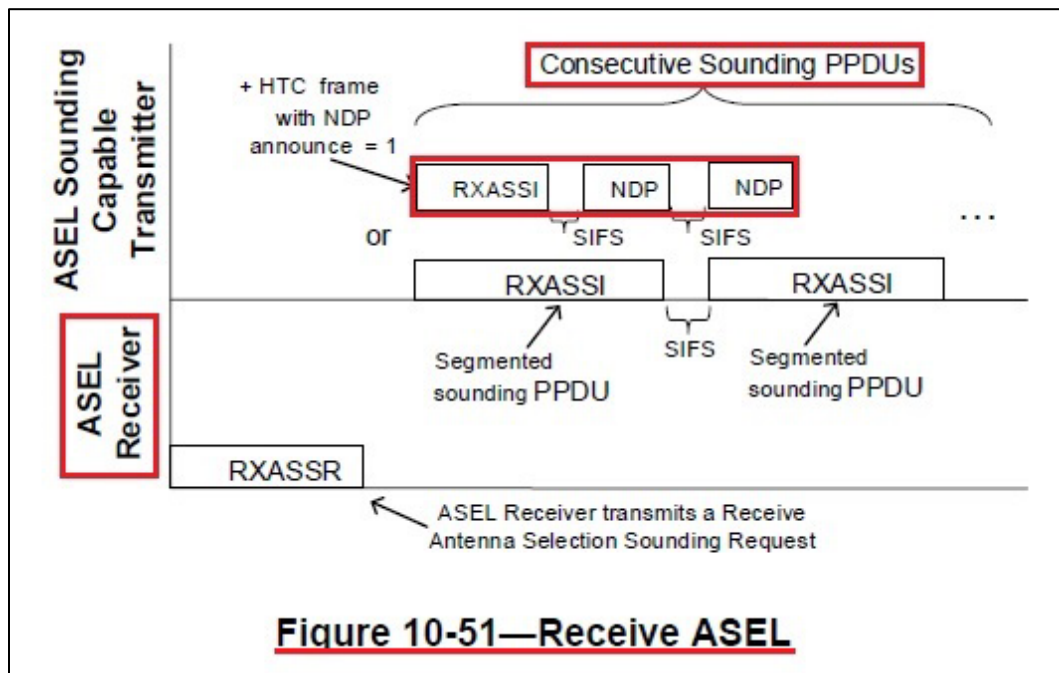 Consecutive Sounding PPDUs
+ HTC frame
with NDP
announce = 1
RXASSI
NDP
NDP
SIFS
SIFS
...
or
RXASSI
RXASSI
SIFS
Segmented
sounding PPDU
Segmented
sounding PPDU
ASEL Sounding
Capable
Transmitter
ASEL
Receiver
RXASSR
ASEL Receiver transmits a Receive
Antenna Selection Sounding Request
Figure 10-51—Receive ASEL